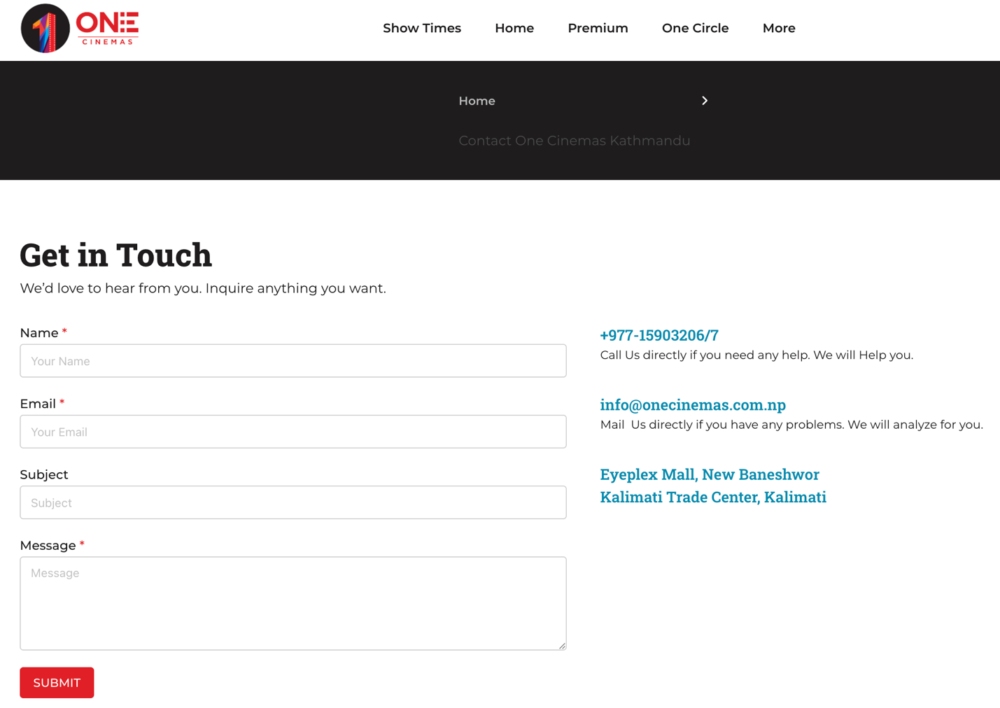 ONE
CINEMAS
Show Times
Home
Premium
One Circle
More
Home
Contact One Cinemas Kathmandu
Get in Touch
We’d love to hear from you. Inquire anything you want.
Name *
Your Name
Email *
Your Email
Subject
Subject
Message *
Message
SUBMIT
+977-15903206/7
Call Us directly if you need any help. We will Help you.
info@onecinemas.com.np
Mail  Us directly if you have any problems. We will analyze for you.
Eyeplex Mall, New Baneshwor
Kalimati Trade Center, Kalimati